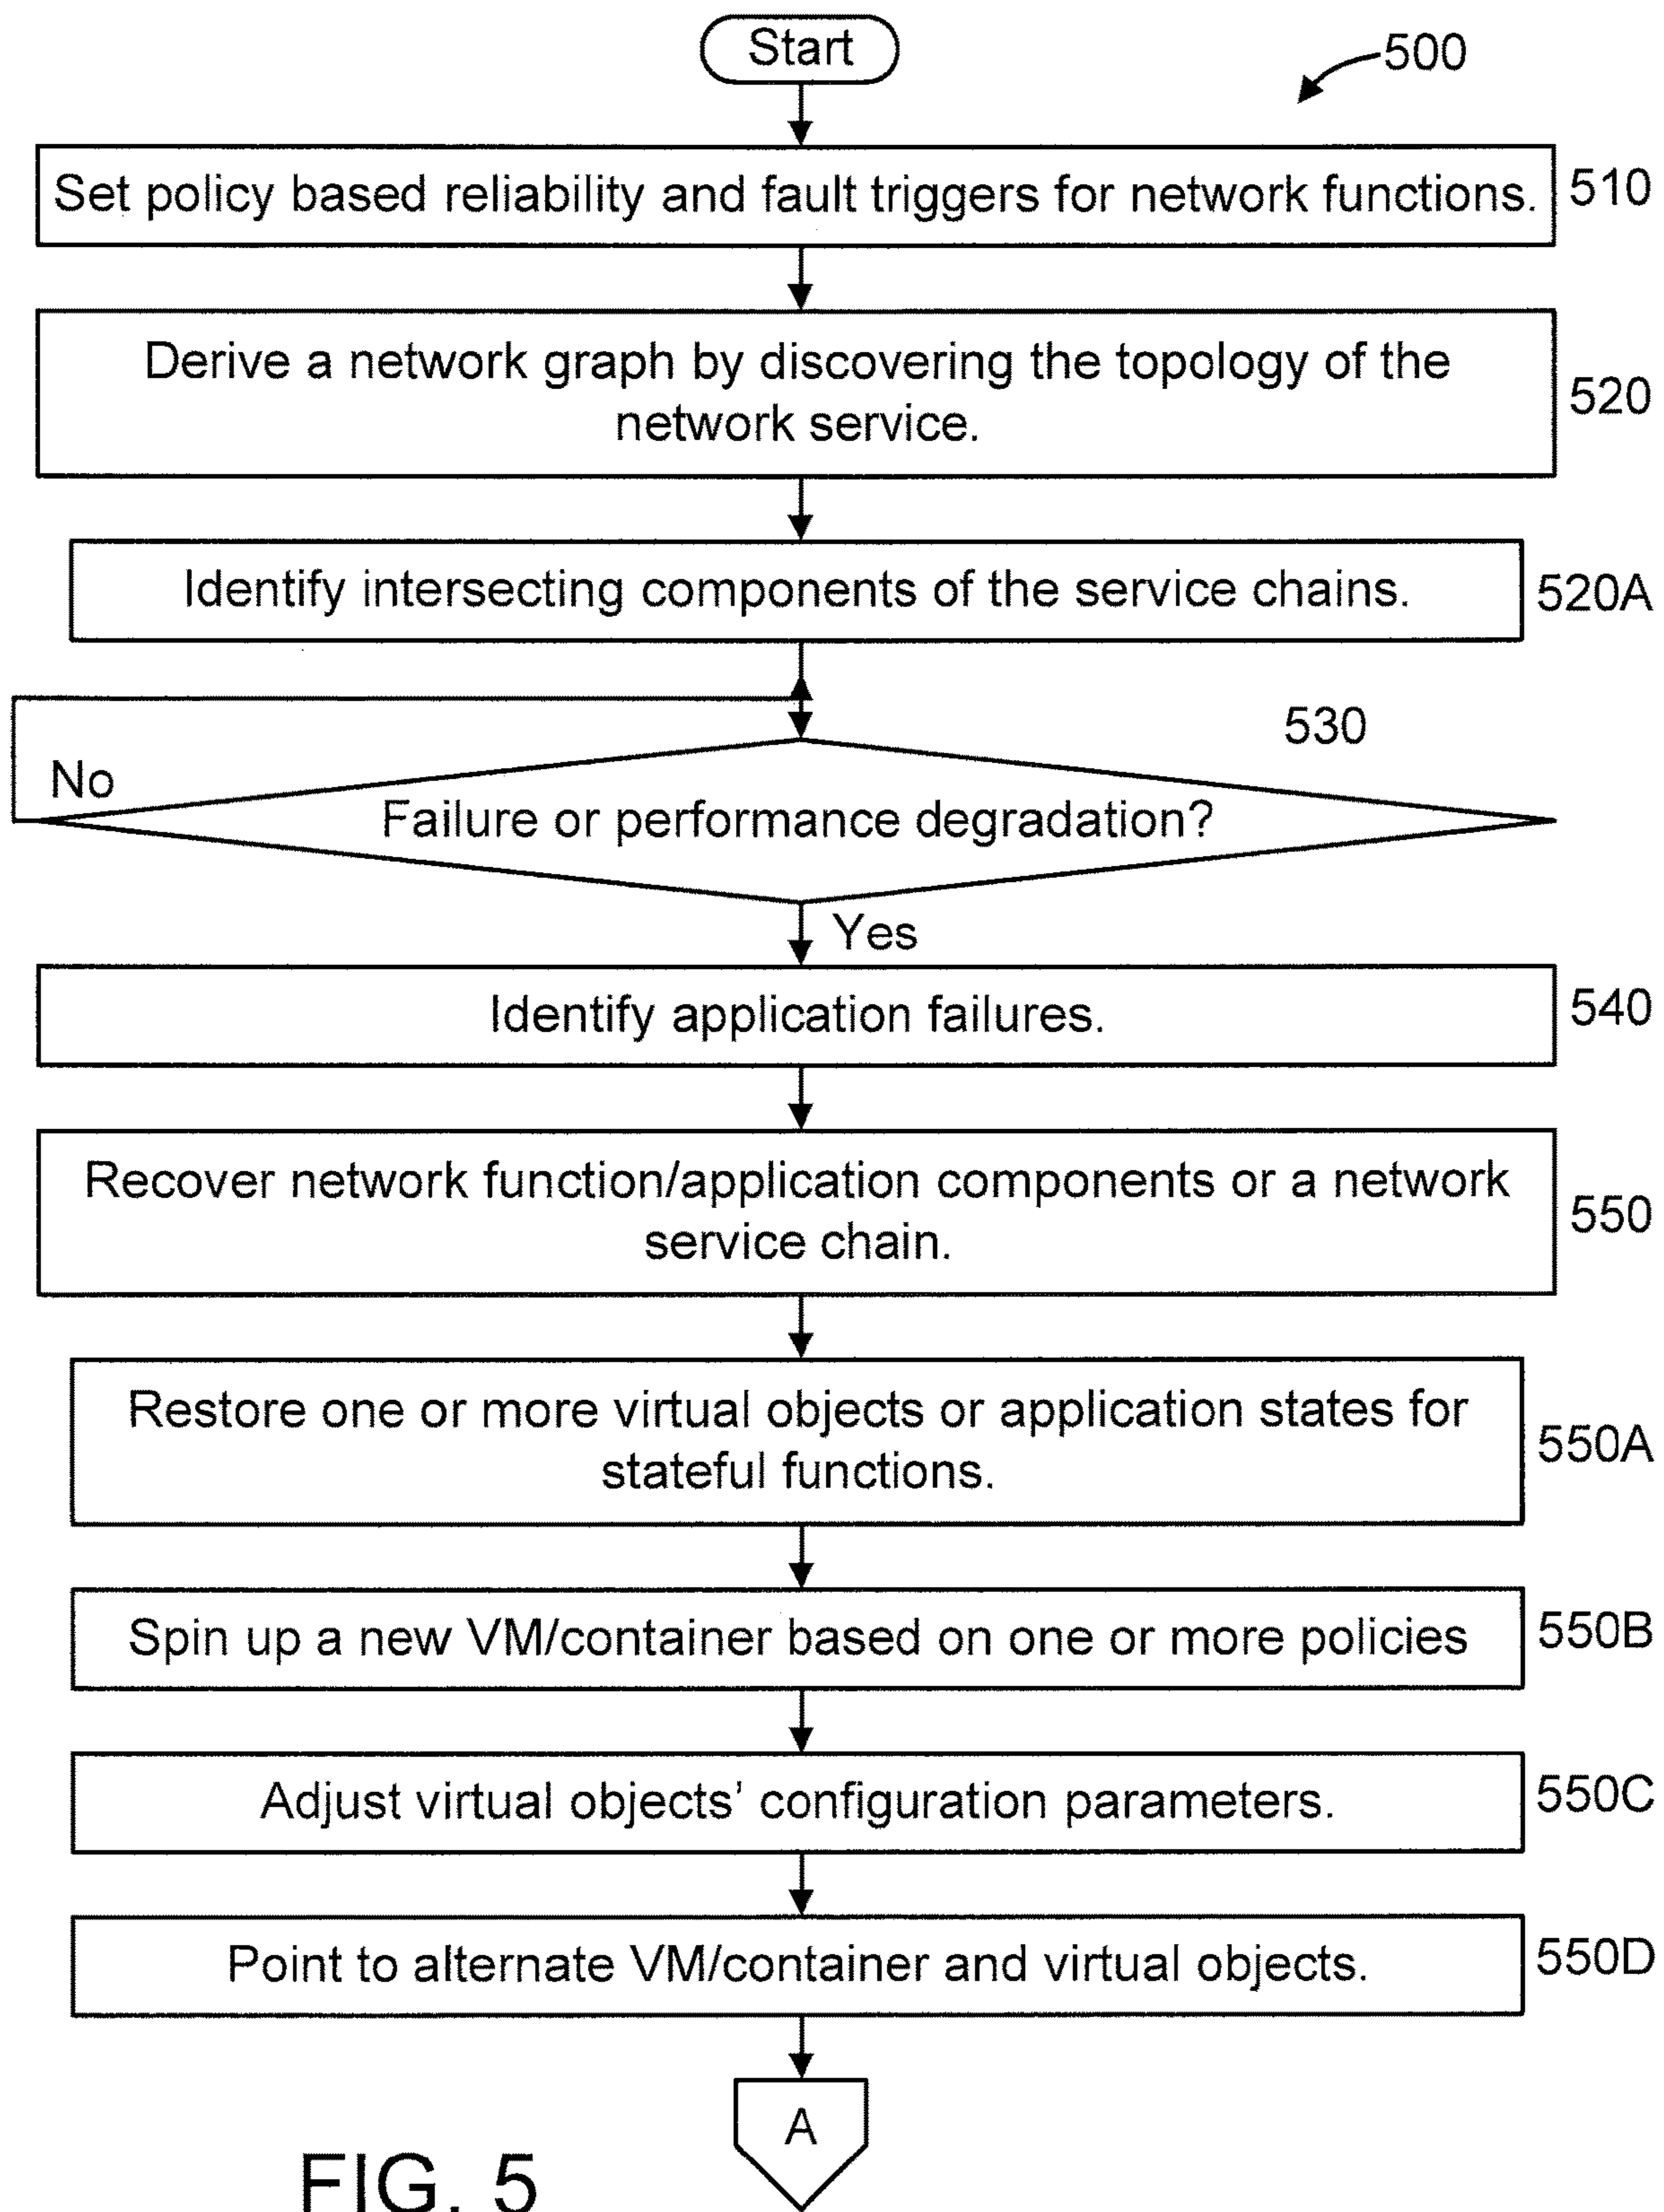 Start
500
Set policy based reliability and fault triggers for network functions.
510
Derive a network graph by discovering the topology of the
network service.
520
Identify intersecting components of the service chains.
520A
530
No
Failure or performance degradation?
Yes
Identify application failures.
540
Recover network function/application components or a network
service chain.
550
Restore one or more virtual objects or application states for
stateful functions.
550A
Spin up a new VM/container based on one or more policies
550B
Adjust virtual objects’ configuration parameters.
550C
Point to alternate VM/container and virtual objects.
550D
A
FIG. 5